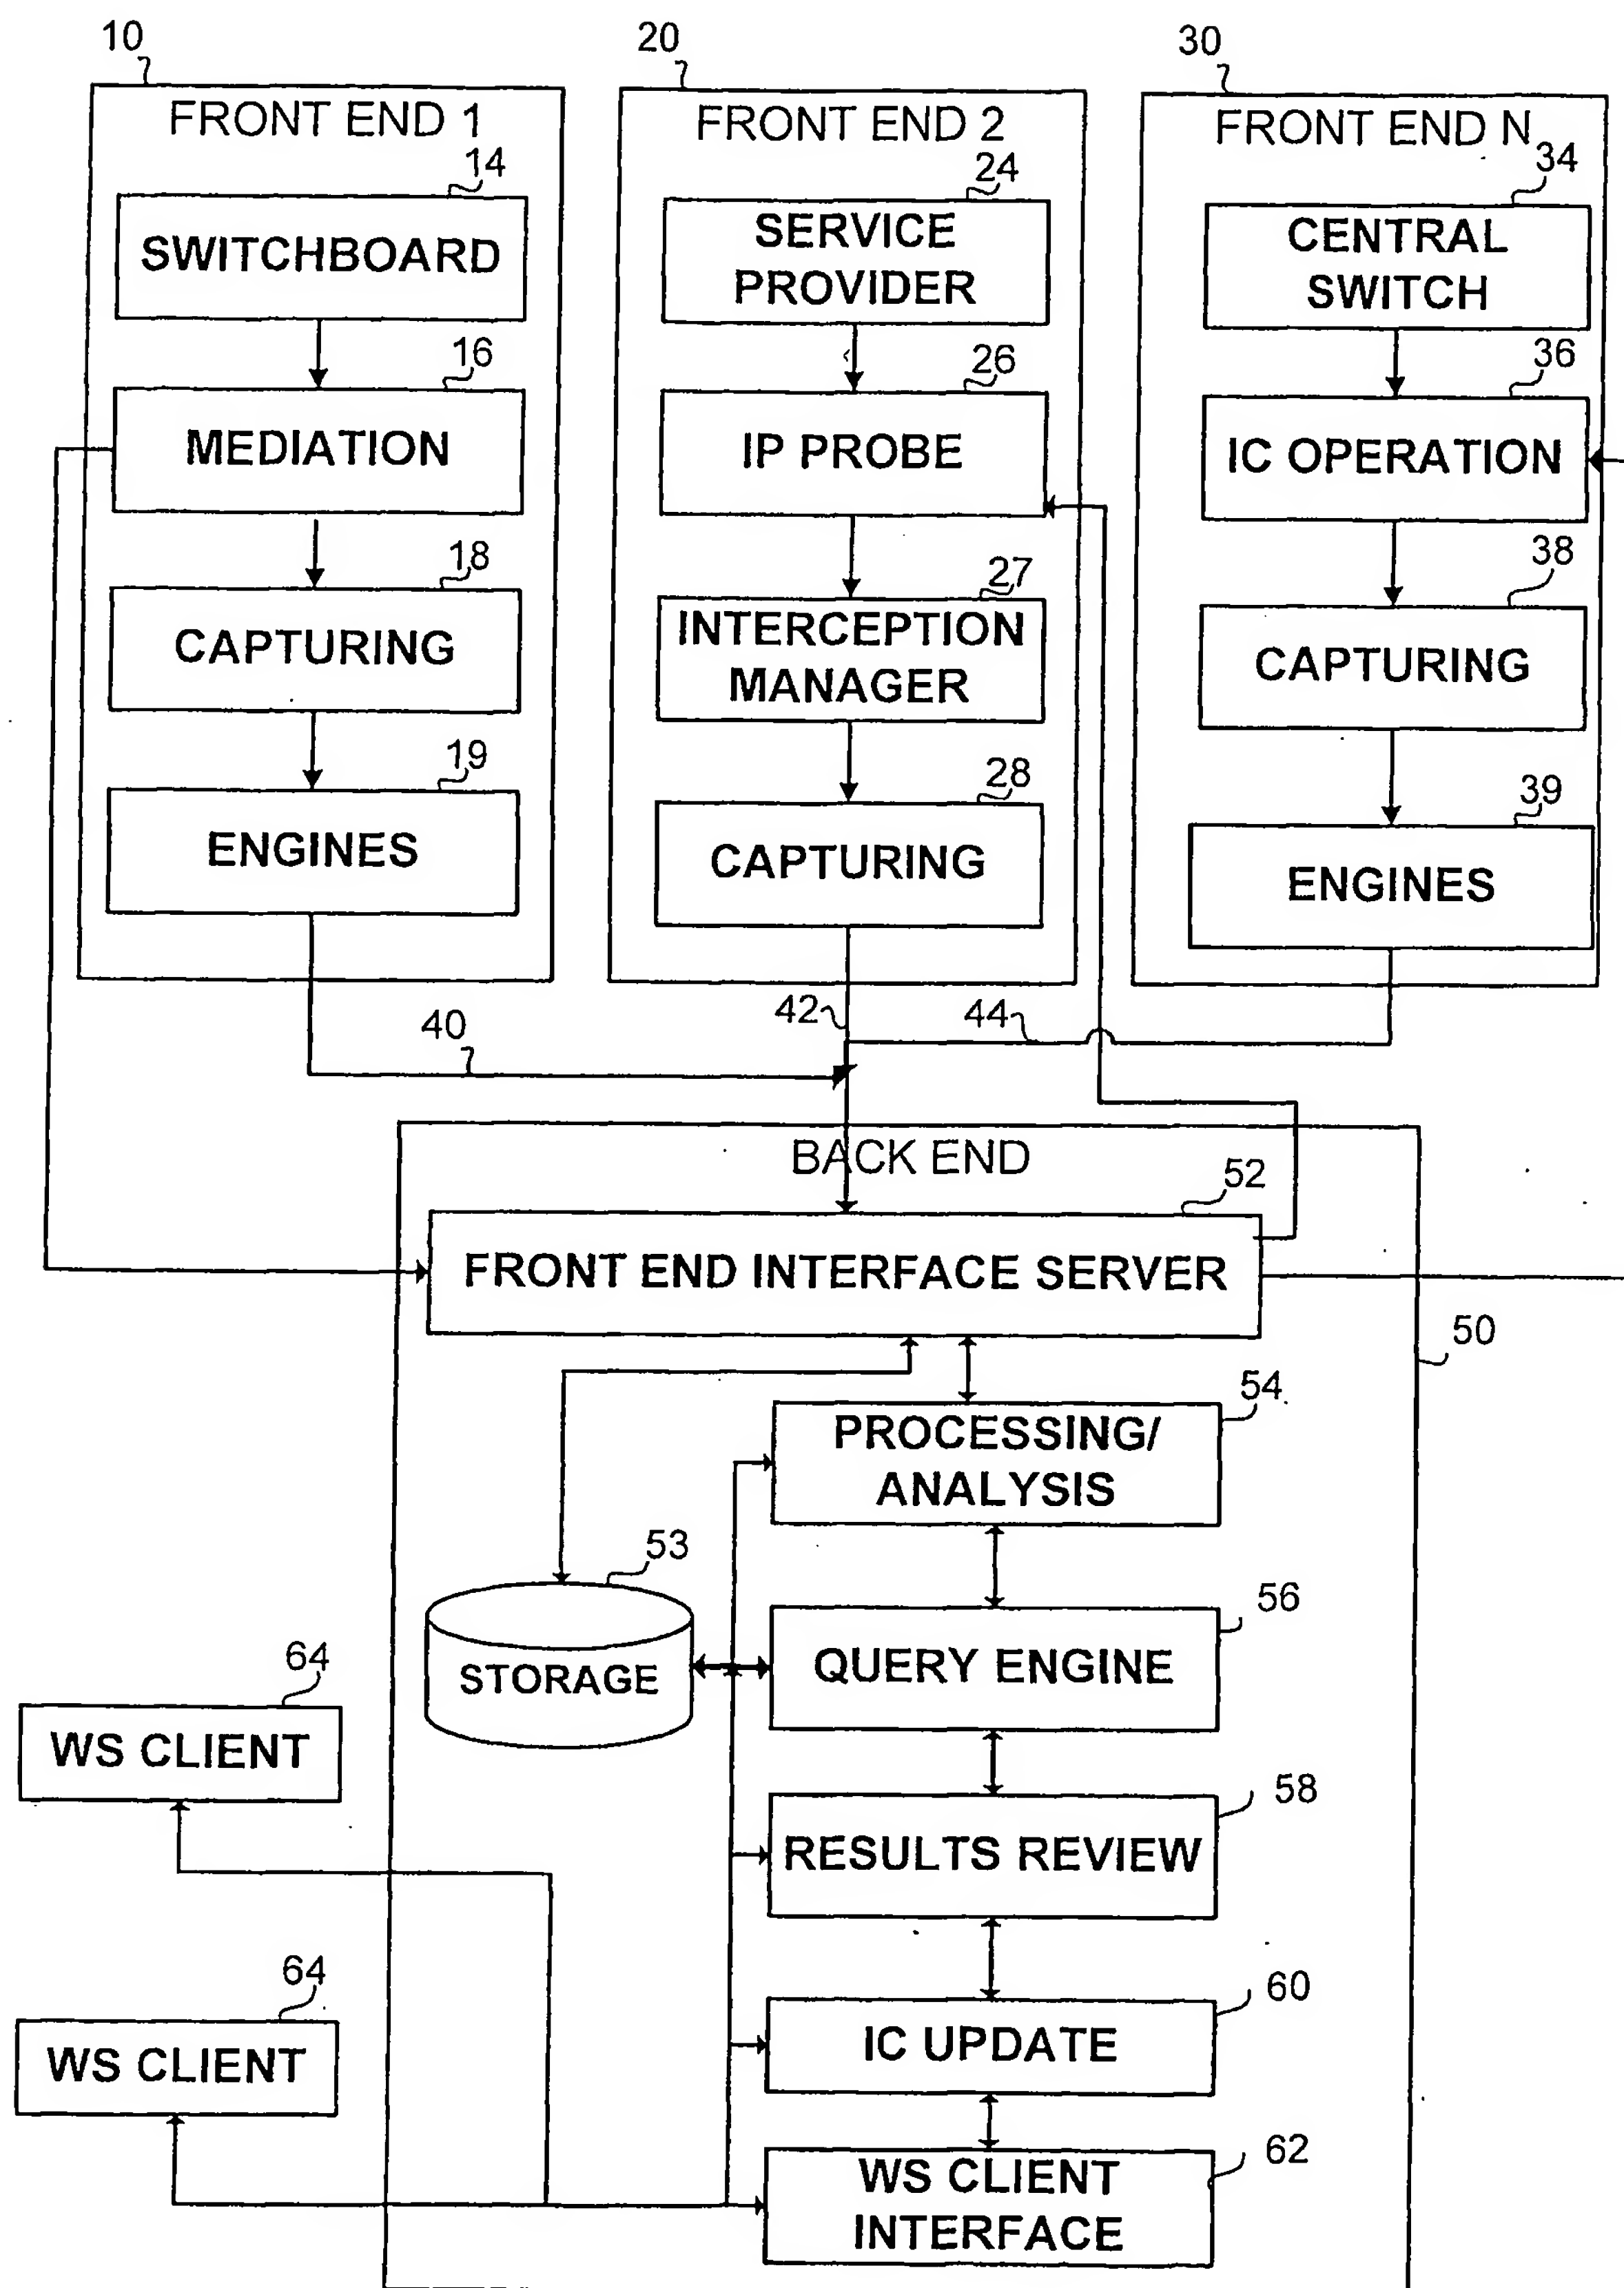 10
20
30
FRONT END 1
FRONT END 2
FRONT END N
14
24
34
SWITCHBOARD
SERVICE
PROVIDER
CENTRAL
SWITCH
16
26
36
MEDIATION
IP PROBE
IC OPERATION
18
27
38
CAPTURING
INTERCEPTION
MANAGER
CAPTURING
19
28
39
ENGINES
CAPTURING
ENGINES
40
42
44
BACK END
52
FRONT END INTERFACE SERVER
50
54
PROCESSING/
ANALYSIS
53
STORAGE
56
QUERY ENGINE
64
WS CLIENT
58
RESULTS REVIEW
64
WS CLIENT
60
IC UPDATE
62
WS CLIENT
INTERFACE